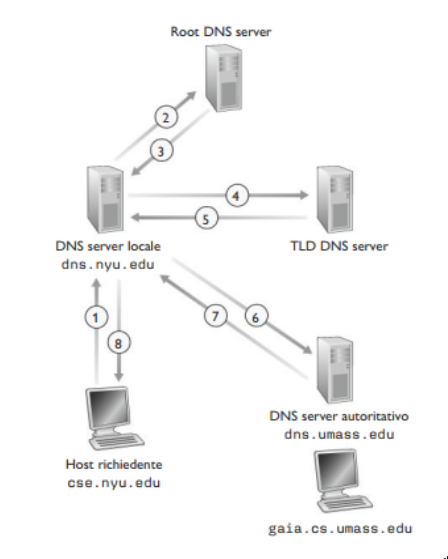 Root DNS server
2
3
4
5
DNS server locale
dns.nyu.edu
TLD DNS server
1
8
7
6
DNS server autoritativo
dns.umass.edu
Host richiedente
cse.nyu.edu
gaia.cs.umass.edu